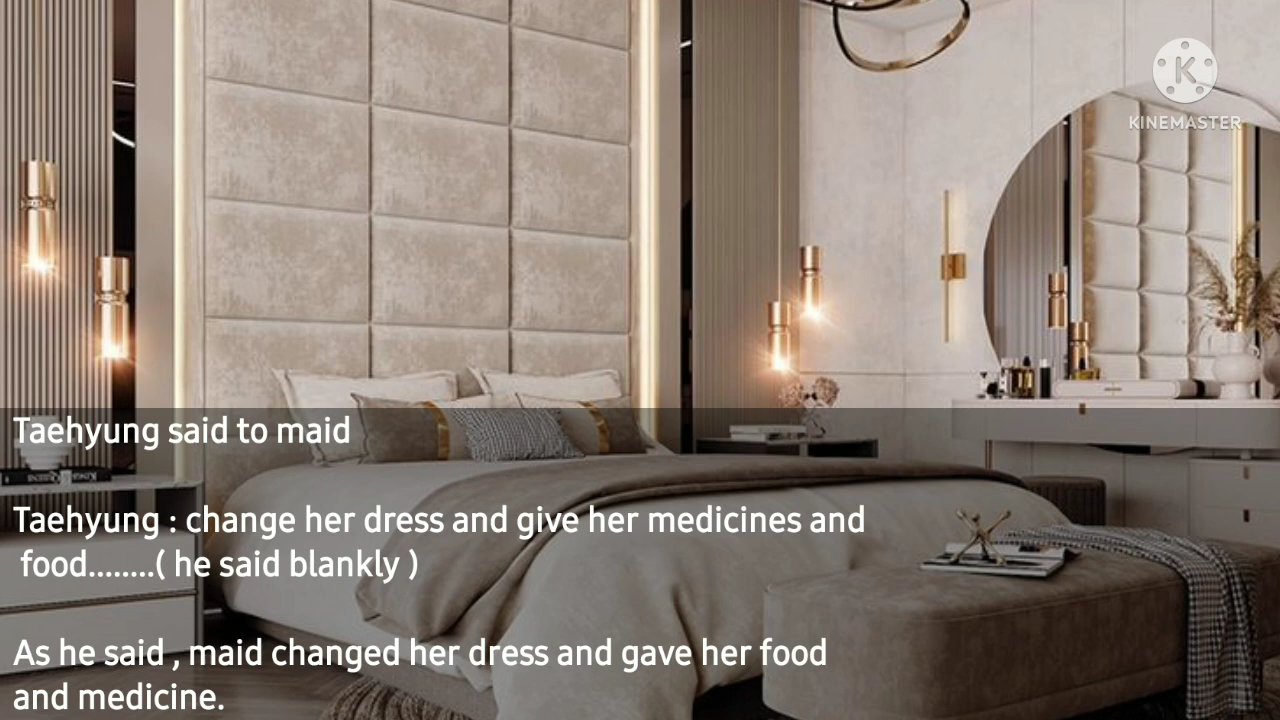 KINEMASTER
Taehyung said to maid
Taehyung : change her dress and give her medicines and
food........( he said blankly )
As he said , maid changed her dress and gave her food
and medicine.